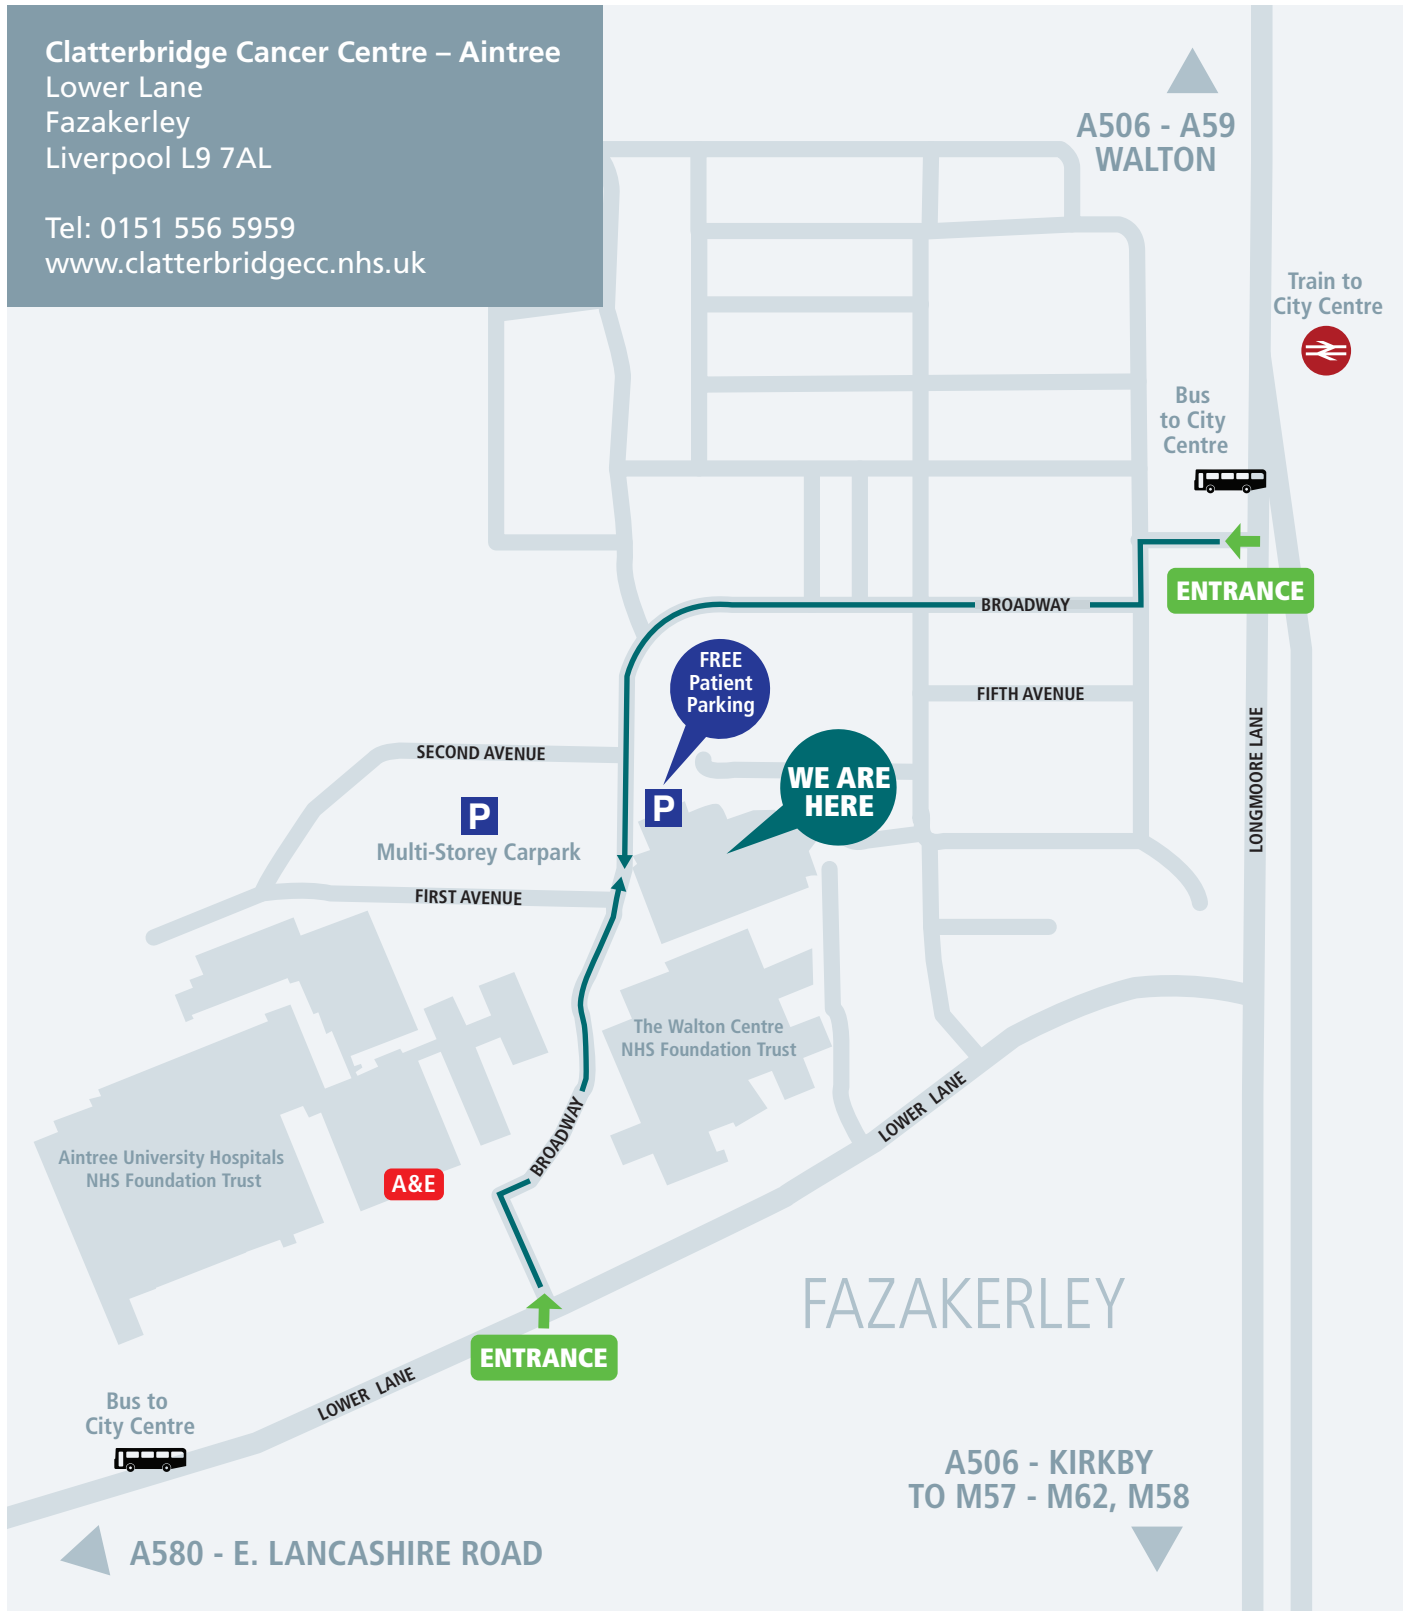 Clatterbridge Cancer Centre – Aintree
Lower Lane
Fazakerley
Liverpool L9 7AL
Tel: 0151 556 5959
www.clatterbridgecc.nhs.uk
A506 - A59
WALTON
Train to
City Centre
Bus
to City
Centre
ENTRANCE
BROADWAY
FREE
Patient
Parking
FIFTH AVENUE
SECOND AVENUE
LONGMOORE LANE
WE ARE
HERE
P
P
Multi-Storey Carpark
FIRST AVENUE
The Walton Centre
NHS Foundation Trust
LOWER LANE
BROADWAY
Aintree University Hospitals
NHS Foundation Trust
A&E
FAZAKERLEY
ENTRANCE
LOWER LANE
Bus to
City Centre
A506 - KIRKBY
TO M57 - M62, M58
A580 - E. LANCASHIRE ROAD